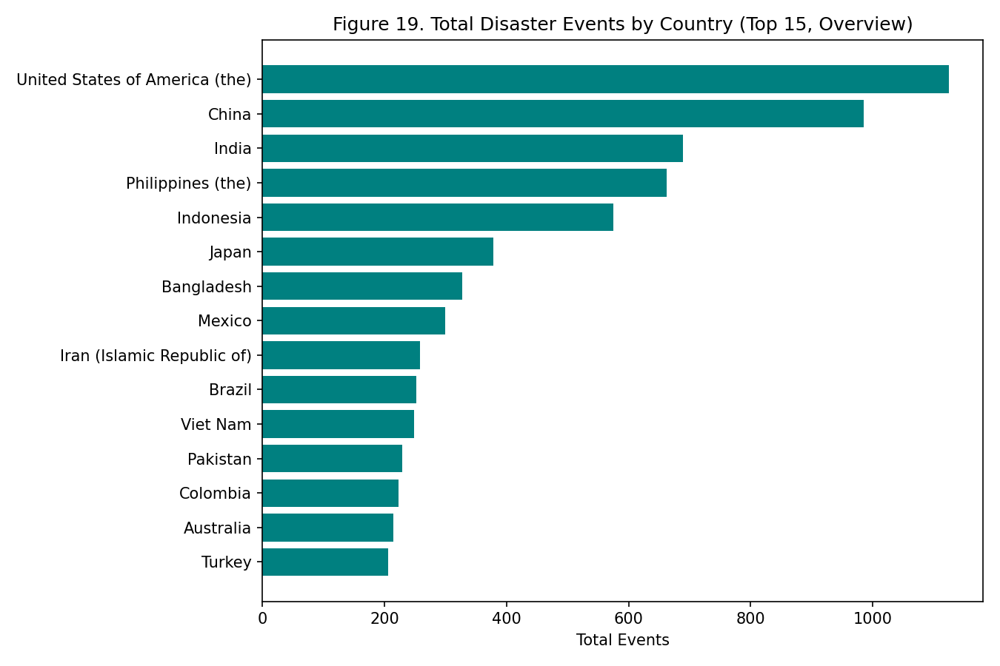 Figure 19. Total Disaster Events by Country (Top 15, Overview)
United States of America (the)
China
India
Philippines (the)
Indonesia
Japan
Bangladesh
Mexico
Iran (Islamic Republic of)
Brazil
Viet Nam
Pakistan
Colombia
Australia
Turkey
0 200 400 600 800 1000
Total Events